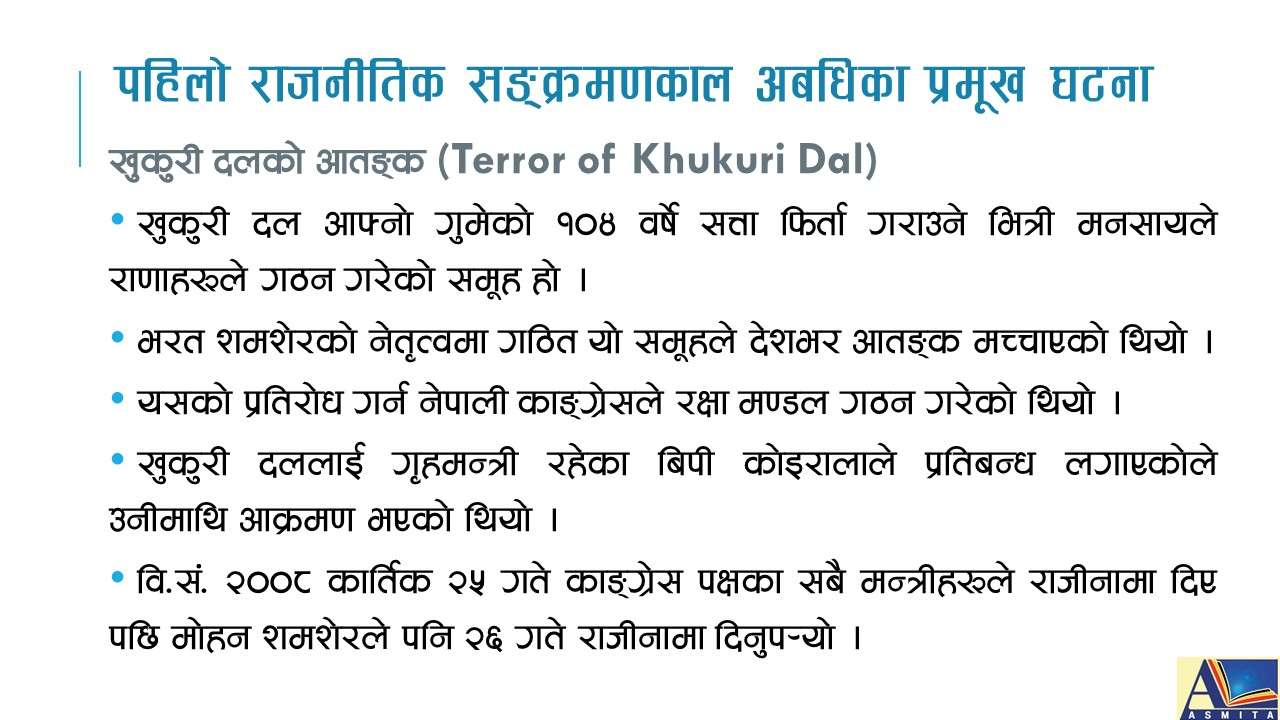 पहिलो राजनीतिक सङ्क्रमणकाल अबधिका प्रमूख घटना
खुकुरी दलको आतङ्क (Terror of Khukuri Dal)
• खुकुरी दल आफ्नो गुमेको १०४ वर्षे सत्ता फिर्ता गराउने भित्री मनसायले
राणाहरुले गठन गरेको समूह हो ।
• भरत शमशेरको नेतृत्वमा गठित यो समूहले देशभर आतङ्क मच्चाएको थियो ।
• यसको प्रतिरोध गर्न नेपाली काङ्ग्रेसले रक्षा मण्डल गठन गरेको थियो ।
• खुकुरी दललाई गृहमन्त्री रहेका बिपी कोइरालाले प्रतिबन्ध लगाएकोले
उनीमाथि आक्रमण भएको थियो ।
• वि.सं. २००८ कार्तिक २५ गते काङ्ग्रेस पक्षका सबै मन्त्रीहरुले राजीनामा दिए
पछि मोहन शमशेरले पनि २६ गते राजीनामा दिनुपऱ्यो ।
ASMITA